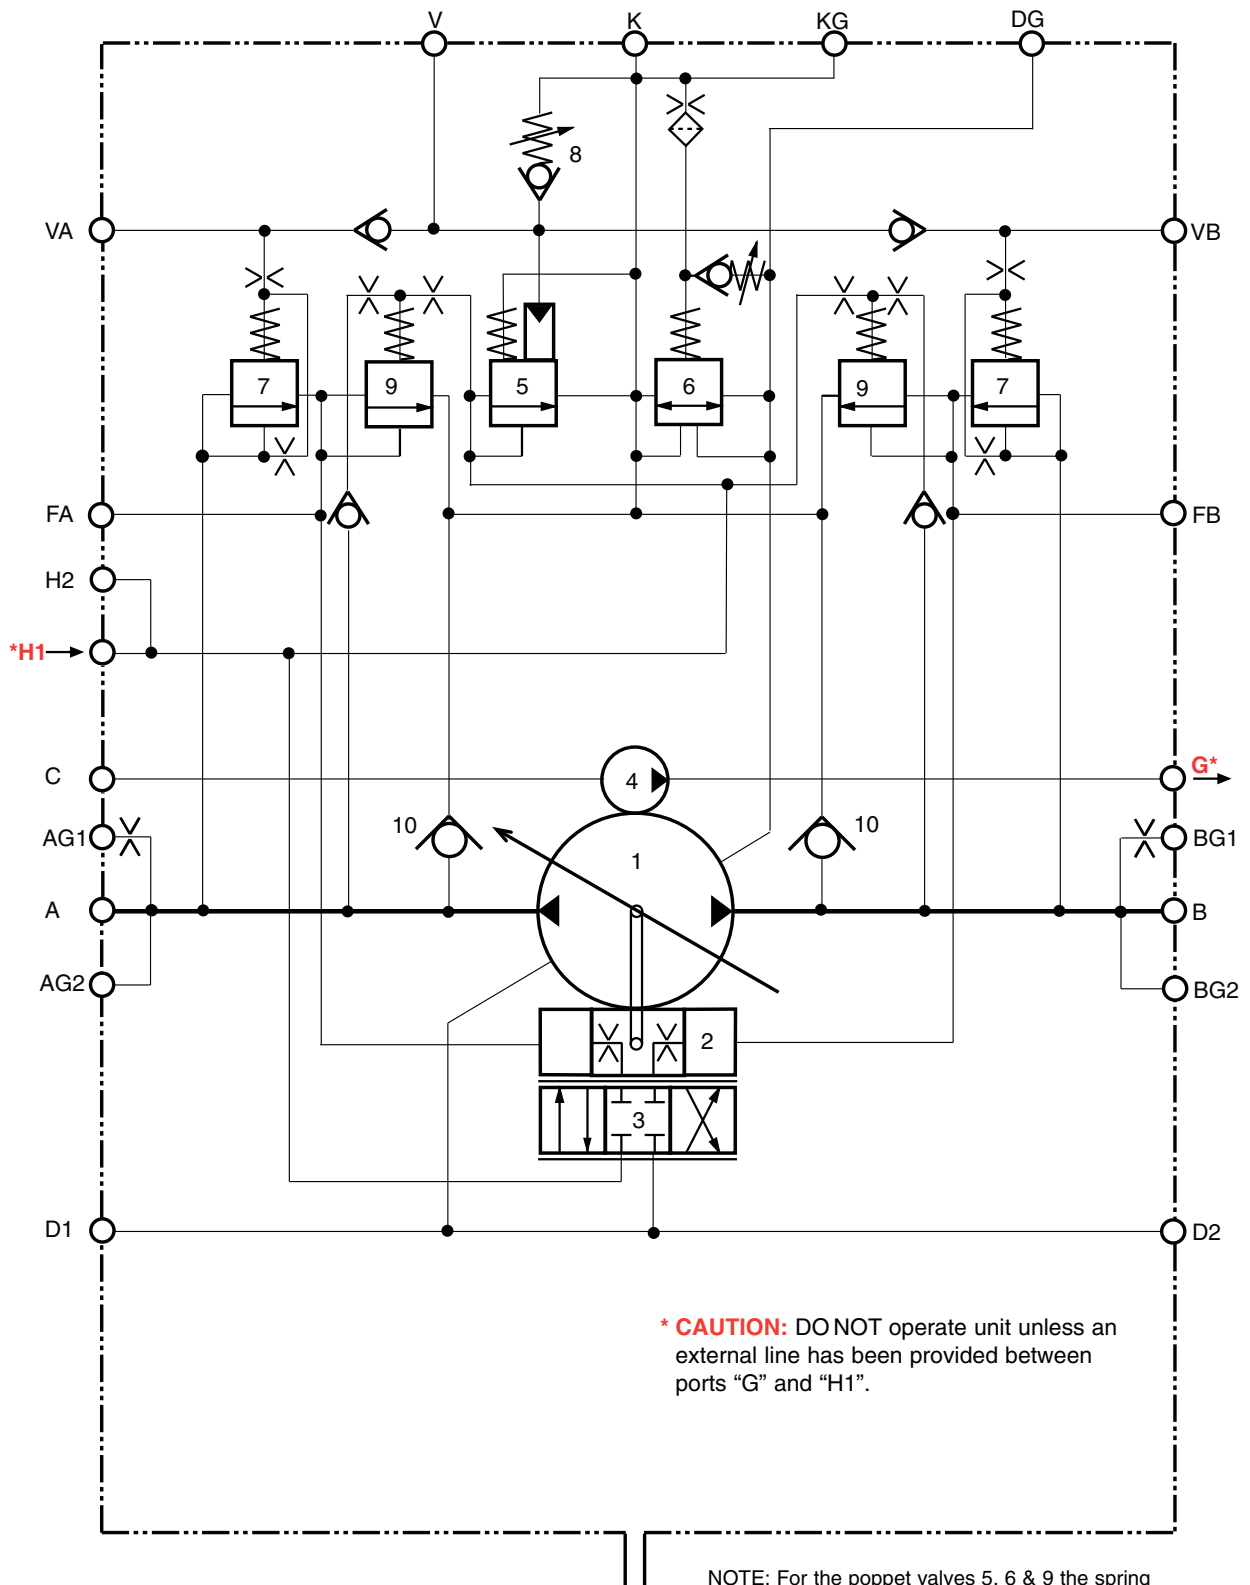 V K KG DG
8
VA VB
7 9 5 6 9 7
FA FB
H2
*H1
C 4 G*
AG1 10 1 10 BG1
A B
AG2 BG2
2
3
D1 D2
* CAUTION: DO NOT operate unit unless an
external line has been provided between
ports “G” and “H1”.
NOTE: For the poppet valves 5, 6 & 9 the spring